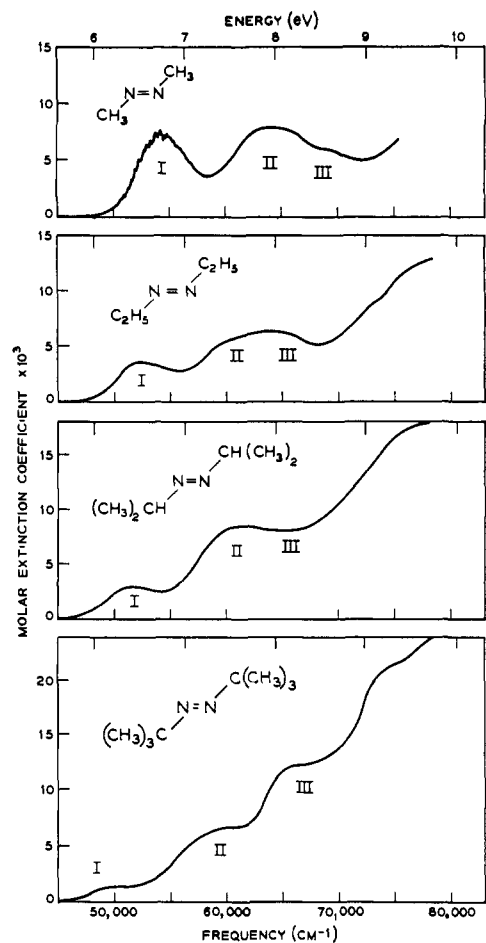 ENERGY (eV)
6 7 8 9 10
15
10
5
0
CH₃
N=N
CH₃
I
II
III
15
10
5
0
C₂H₅
N=N
C₂H₅
I
II
III
15
10
5
0
CH(CH₃)₂
N=N
(CH₃)₂CH
I
II
III
20
15
10
5
0
C(CH₃)₃
N=N
(CH₃)₃C
I
II
III
50,000 60,000 70,000 80,000
FREQUENCY (CM⁻¹)
MOLAR EXTINCTION COEFFICIENT ×10³